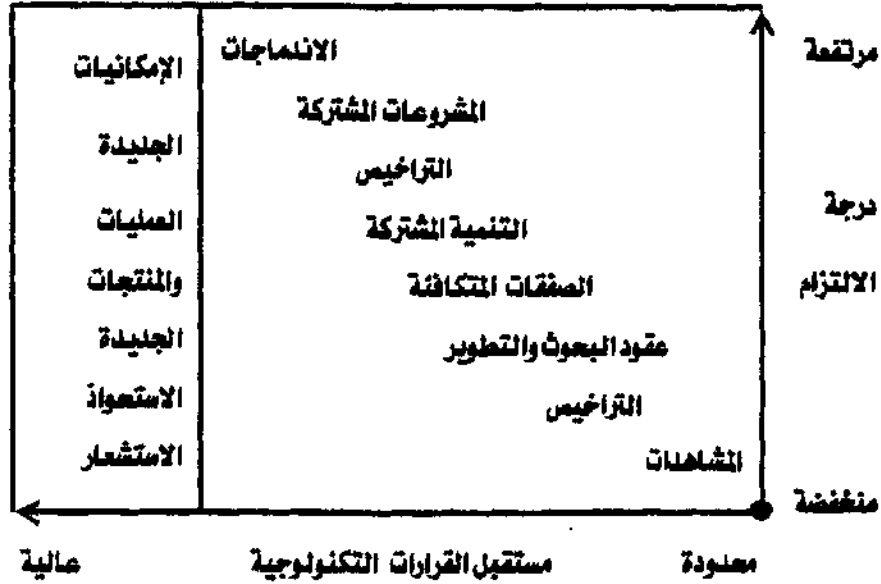 مرتفعة
درجة
الالتزام
منخفضة
الاندماجات
المشروعات المشتركة
التراخيص
التنمية المشتركة
الصفقات المتكافئة
عقود البحوث والتطوير
التراخيص
المشاهدات
الإمكانيات
الجديدة
العمليات
والمنتجات
الجديدة
الاستحواذ
الاستشعار
محدودة
مستقبل القرارات التكنولوجية
عالية